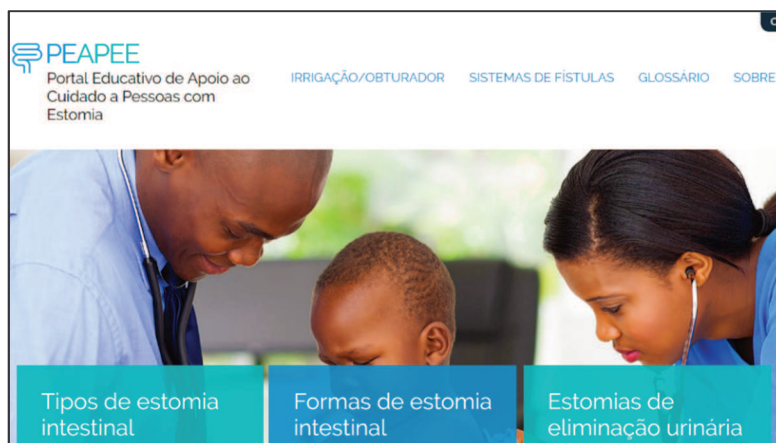 PEAPEE
Portal Educativo de Apoio ao
Cuidado a Pessoas com
Estomia
IRRIGAÇÃO/OBTURADOR SISTEMAS DE FÍSTULAS GLOSSÁRIO SOBRE
Tipos de estomia
intestinal
Formas de estomia
intestinal
Estomias de
eliminação urinária